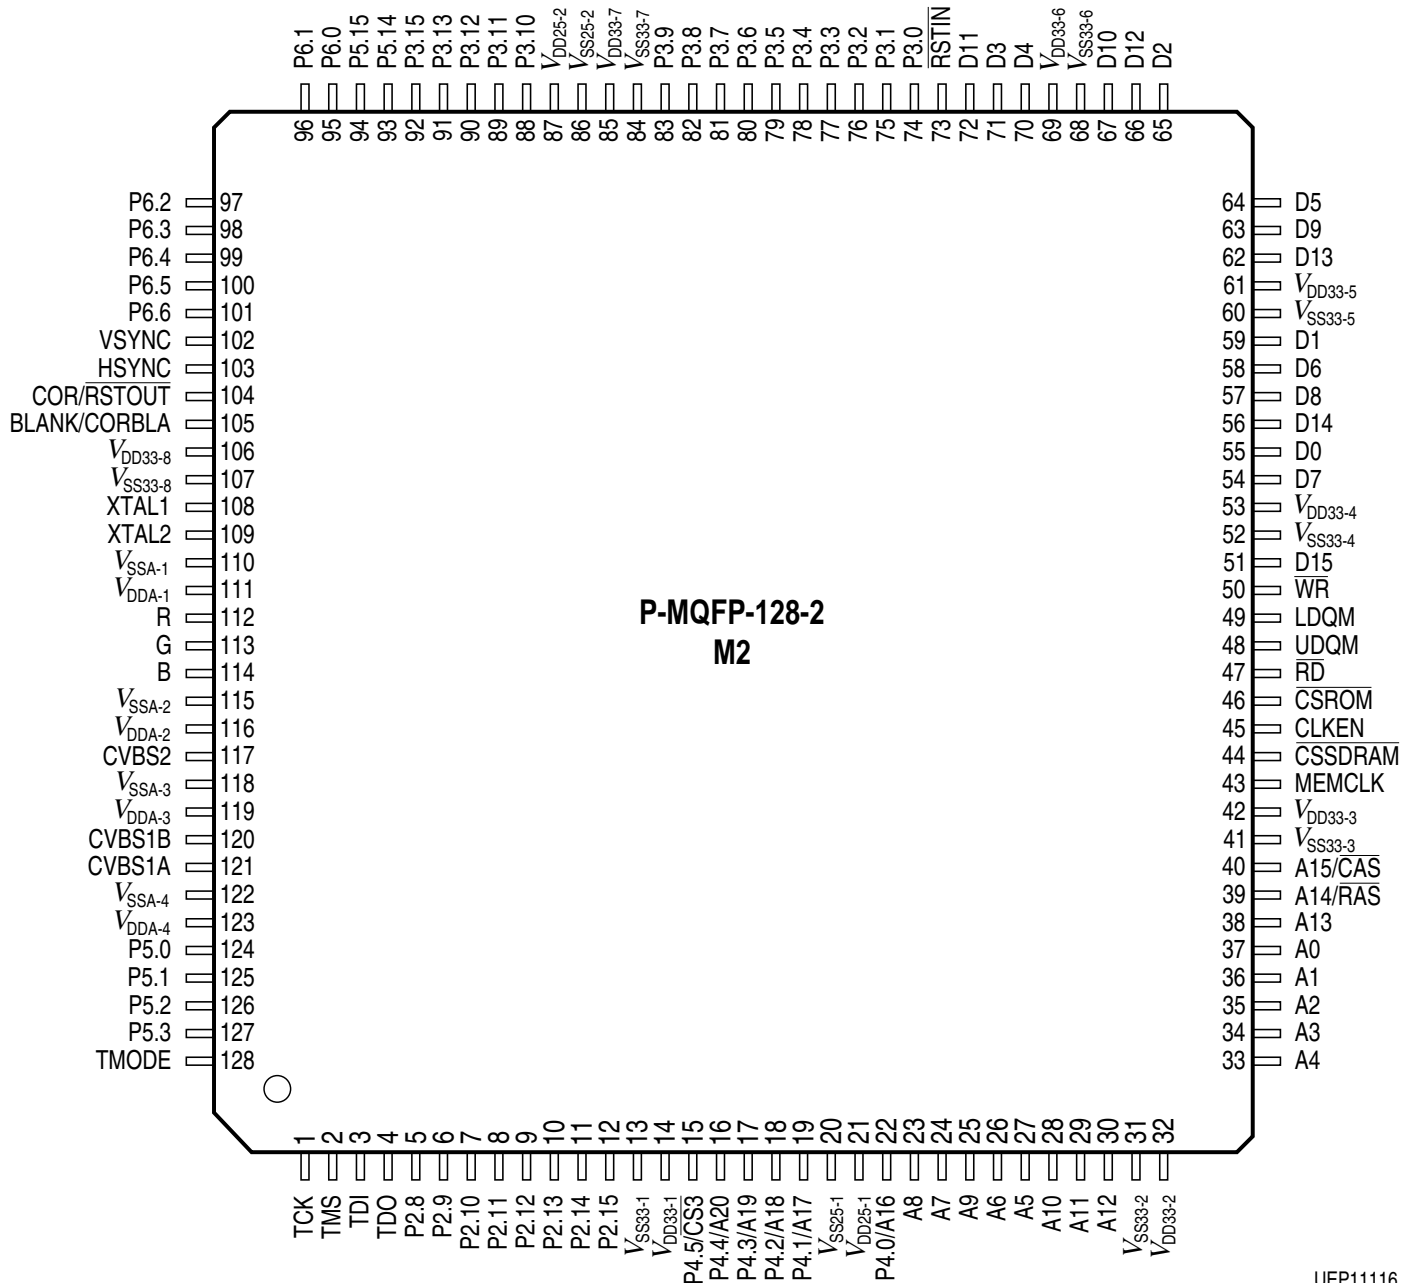 P6.1 P6.0 P5.15 P5.14 P3.15 P3.13 P3.12 P3.11 P3.10 VDD25-2 VSS25-2 VDD33-7 VSS33-7 P3.9 P3.8 P3.7 P3.6 P3.5 P3.4 P3.3 P3.2 P3.1 P3.0 RSTIN D11 D3 D4 VDD33-6 VSS33-6 D10 D12 D2
96 95 94 93 92 91 90 89 88 87 86 85 84 83 82 81 80 79 78 77 76 75 74 73 72 71 70 69 68 67 66 65
P6.2 97
P6.3 98
P6.4 99
P6.5 100
P6.6 101
VSYNC 102
HSYNC 103
COR/RSTOUT 104
BLANK/CORBLA 105
VDD33-8 106
VSS33-8 107
XTAL1 108
XTAL2 109
VSSA-1 110
VDDA-1 111
R 112
G 113
B 114
VSSA-2 115
VDDA-2 116
CVBS2 117
VSSA-3 118
VDDA-3 119
CVBS1B 120
CVBS1A 121
VSSA-4 122
VDDA-4 123
P5.0 124
P5.1 125
P5.2 126
P5.3 127
TMODE 128
P-MQFP-128-2
M2
64 D5
63 D9
62 D13
61 VDD33-5
60 VSS33-5
59 D1
58 D6
57 D8
56 D14
55 D0
54 D7
53 VDD33-4
52 VSS33-4
51 D15
50 WR
49 LDQM
48 UDQM
47 RD
46 CSROM
45 CLKEN
44 CSSDRAM
43 MEMCLK
42 VDD33-3
41 VSS33-3
40 A15/CAS
39 A14/RAS
38 A13
37 A0
36 A1
35 A2
34 A3
33 A4
1 2 3 4 5 6 7 8 9 10 11 12 13 14 15 16 17 18 19 20 21 22 23 24 25 26 27 28 29 30 31 32
TCK TMS TDI TDO P2.8 P2.9 P2.10 P2.11 P2.12 P2.13 P2.14 P2.15 VSS33-1 VDD33-1 P4.5/CS3 P4.4/A20 P4.3/A19 P4.2/A18 P4.1/A17 VSS25-1 VDD25-1 P4.0/A16 A8 A7 A9 A6 A5 A10 A11 A12 VSS33-2 VDD33-2
UEP11116